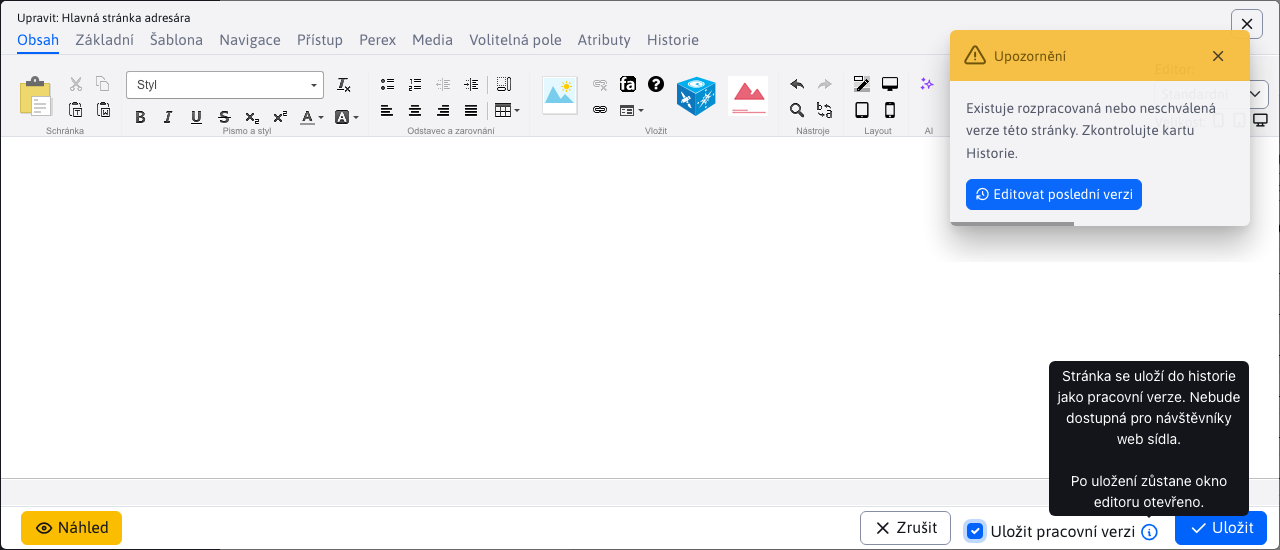 Upravit: Hlavná stránka adresára
Obsah Základní Šablona Navigace Přístup Perex Media Volitelná pole Atributy Historie
Upozornění
Editor
Styl
Standardní
Existuje rozpracovaná nebo neschválená
verze této stránky. Zkontrolujte kartu
Historie.
Schránka Písmo a styl Odstavec a zarovnání Vložit Nástroje Layout AI
Editovat poslední verzi
Stránka se uloží do historie
jako pracovní verze. Nebude
dostupná pro návštěvníky
web sídla.
Po uložení zůstane okno
editoru otevřeno.
Náhled Zrušit Uložit pracovní verzi Uložit